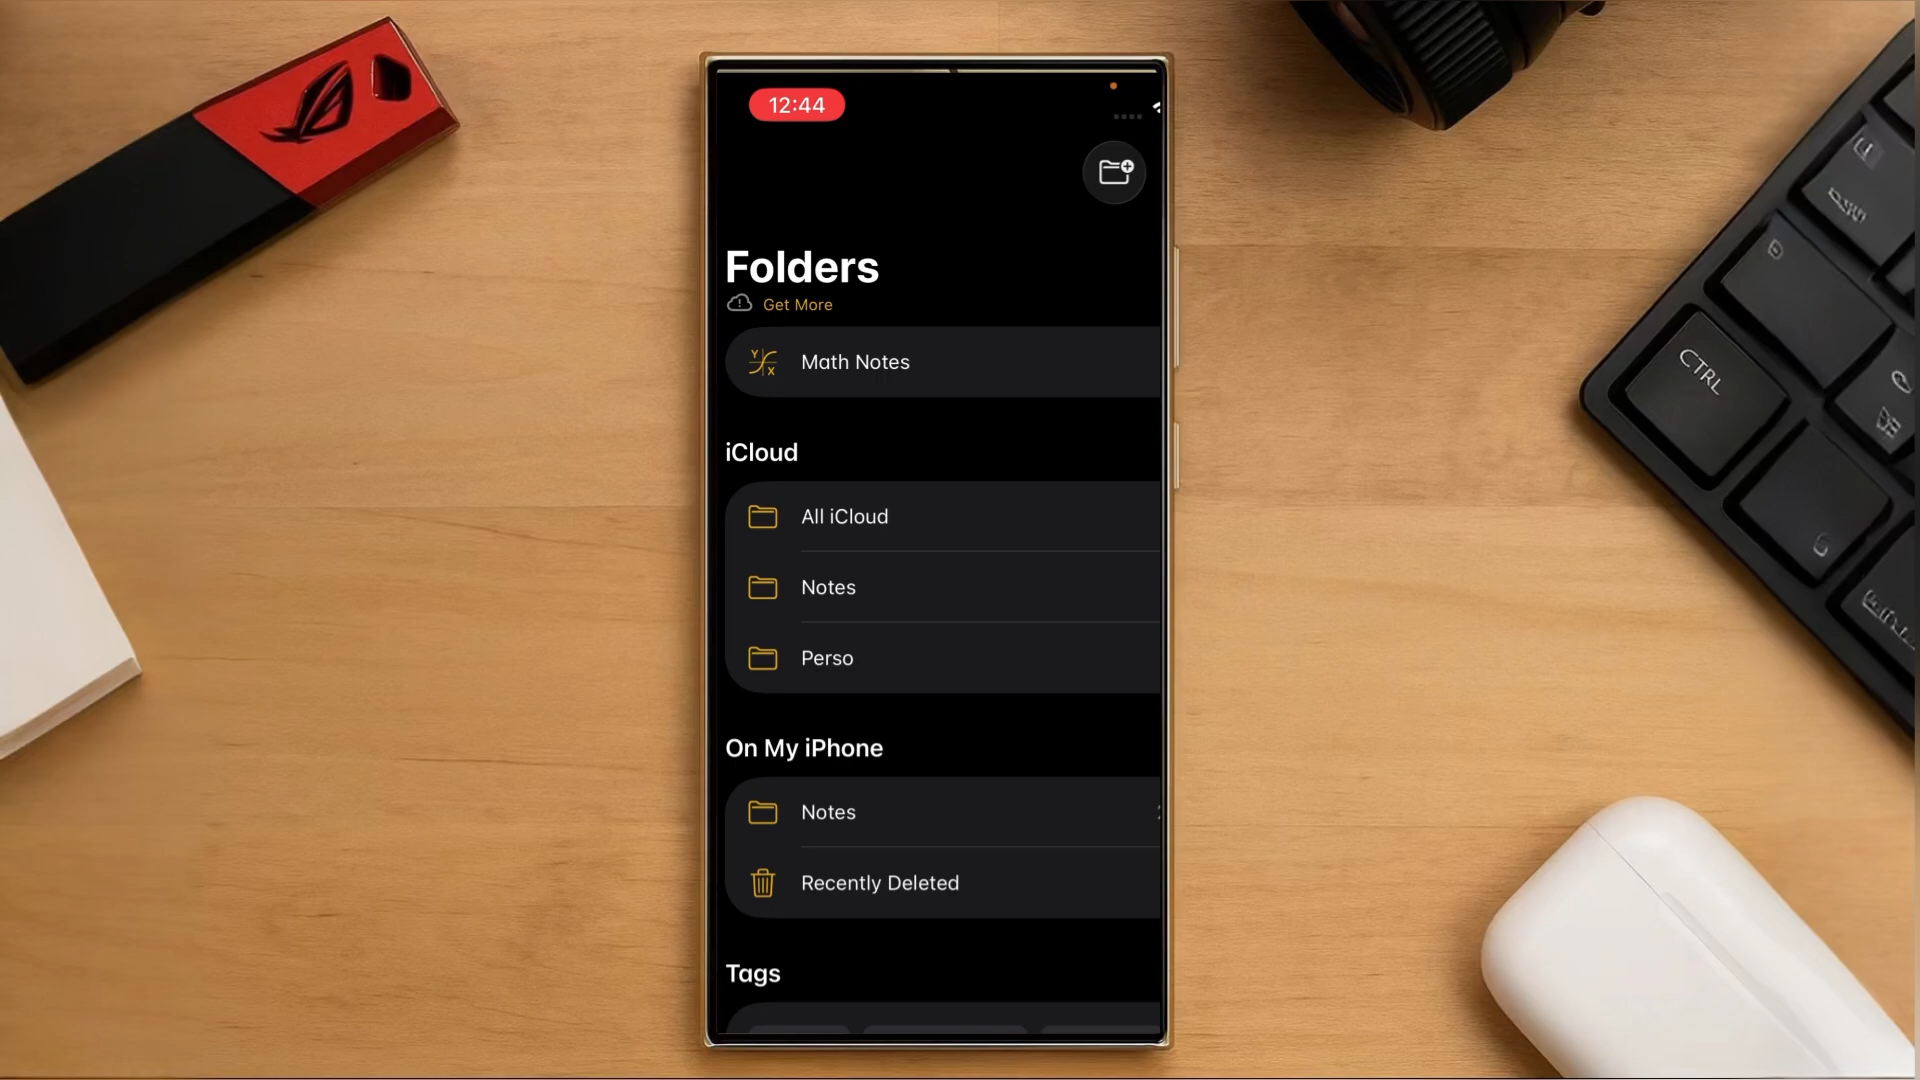 12:44
Folders
Get More
Math Notes
iCloud
All iCloud
Notes
Perso
On My iPhone
Notes
Recently Deleted
Tags
CTRL